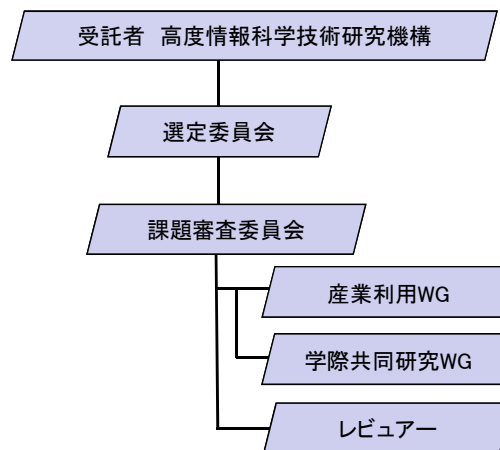 受託者 高度情報科学技術研究機構
選定委員会
課題審査委員会
産業利用WG
学際共同研究WG
レビュアー